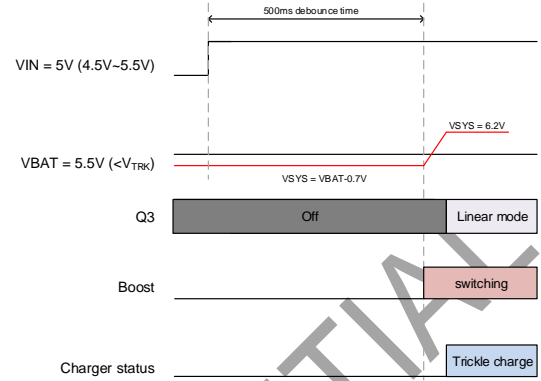 500ms debounce time
VIN = 5V (4.5V~5.5V)
VSYS = 6.2V
VBAT = 5.5V (<VTRK)
VSYS = VBAT-0.7V
Q3
Off
Linear mode
Boost
switching
Charger status
Trickle charge